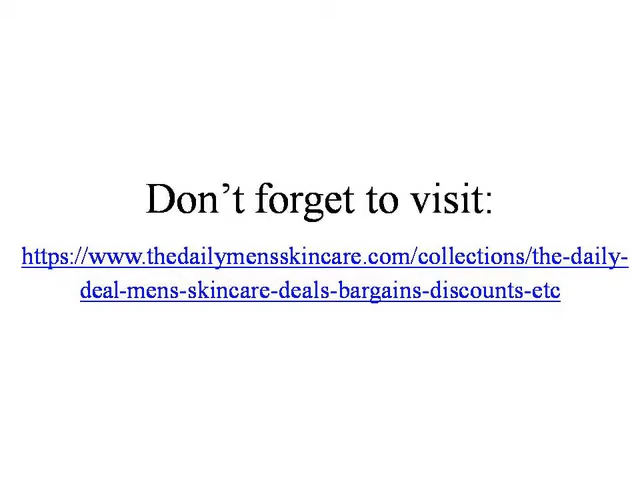 Don’t forget to visit:
https://www.thedailymensskincare.com/collections/the-daily-
deal-mens-skincare-deals-bargains-discounts-etc